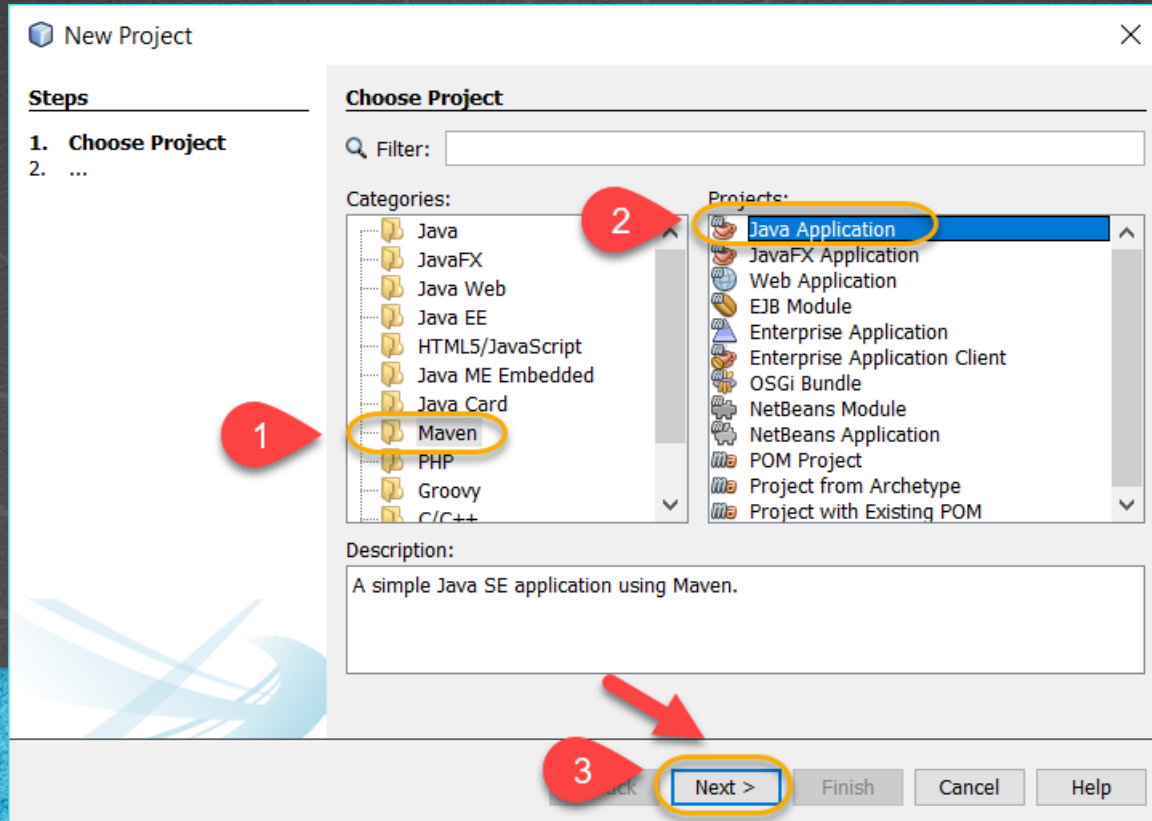 New Project
Steps
1. Choose Project
2. ...
Choose Project
Filter:
Categories:
Java
JavaFX
Java Web
Java EE
HTML5/JavaScript
Java ME Embedded
Java Card
Maven
PHP
Groovy
C/C++
Projects:
Java Application
JavaFX Application
Web Application
EJB Module
Enterprise Application
Enterprise Application Client
OSGi Bundle
NetBeans Module
NetBeans Application
POM Project
Project from Archetype
Project with Existing POM
1
2
Description:
A simple Java SE application using Maven.
3
Next >
Finish
Cancel
Help